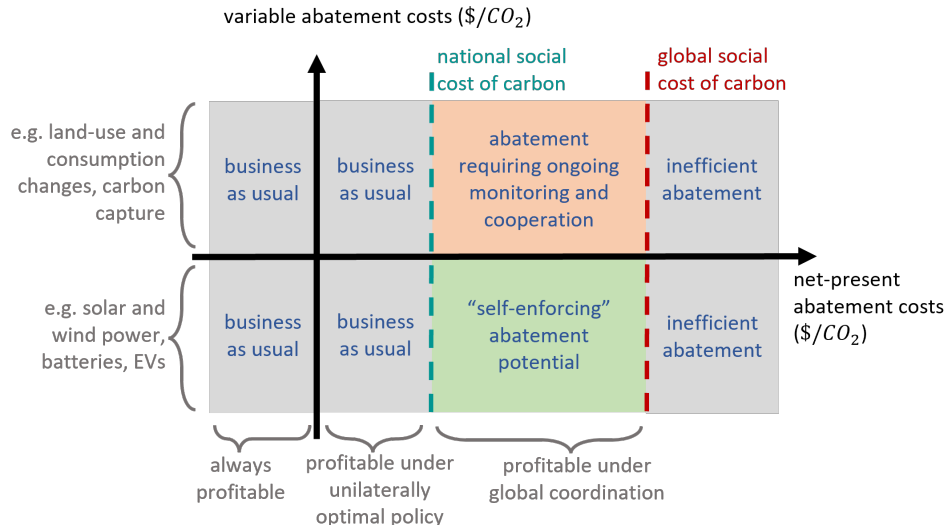 variable abatement costs ($/CO₂)
national social
cost of carbon
global social
cost of carbon
e.g. land-use and
consumption
changes, carbon
capture
business
as usual
business
as usual
abatement
requiring ongoing
monitoring and
cooperation
inefficient
abatement
net-present
abatement costs
($/CO₂)
e.g. solar and
wind power,
batteries, EVs
business
as usual
business
as usual
“self-enforcing”
abatement
potential
inefficient
abatement
always
profitable
profitable under
unilaterally
optimal policy
profitable under
global coordination